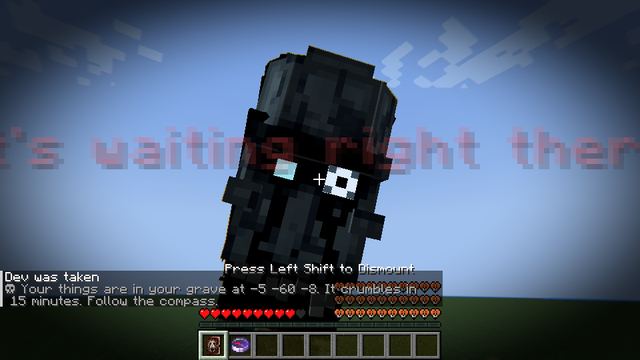 t's waiting right ther
Press Left Shift to Dismount
Dev was taken
Your things are in your grave at -5 -60 -8. It crumbles in
15 minutes. Follow the compass.